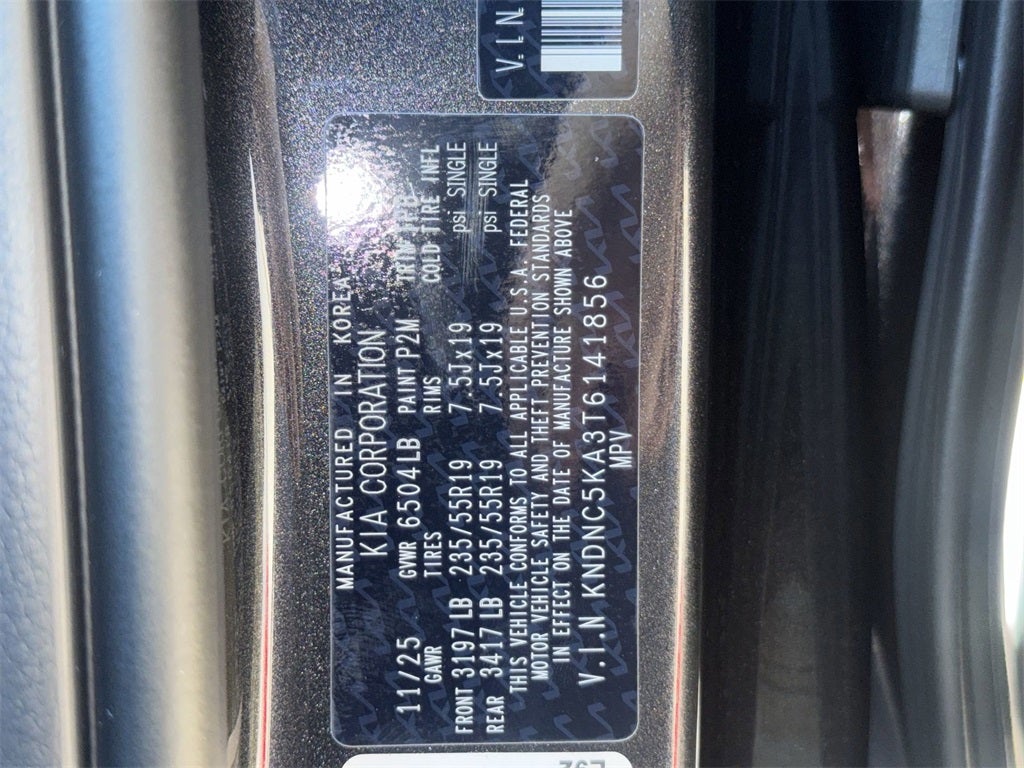 V.I.N.
MANUFACTURED IN KOREA
KIA CORPORATION
11/25 GVWR 6504LB PAINT P2M TRIM
GAWR TIRES RIMS COLD TIRE INFL
FRONT 3197LB 235/55R19 7.5Jx19 psi SINGLE
REAR 3417LB 235/55R19 7.5Jx19 psi SINGLE
THIS VEHICLE CONFORMS TO ALL APPLICABLE U.S.A. FEDERAL
MOTOR VEHICLE SAFETY AND THEFT PREVENTION STANDARDS
IN EFFECT ON THE DATE OF MANUFACTURE SHOWN ABOVE
V.I.N KNDNC5KA3T6141856
MPV